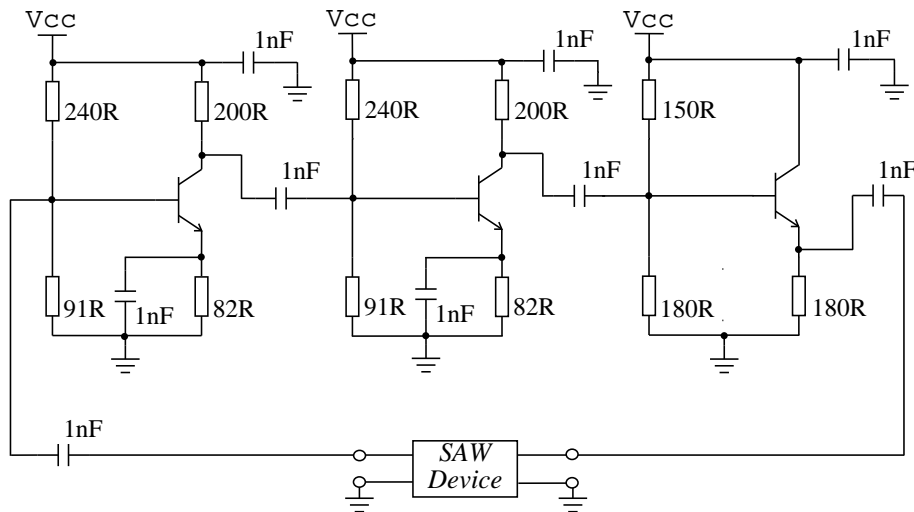 Vcc
Vcc
Vcc
1nF
1nF
1nF
240R
200R
240R
200R
150R
1nF
1nF
1nF
91R
1nF
82R
91R
1nF
82R
180R
180R
1nF
SAW
Device